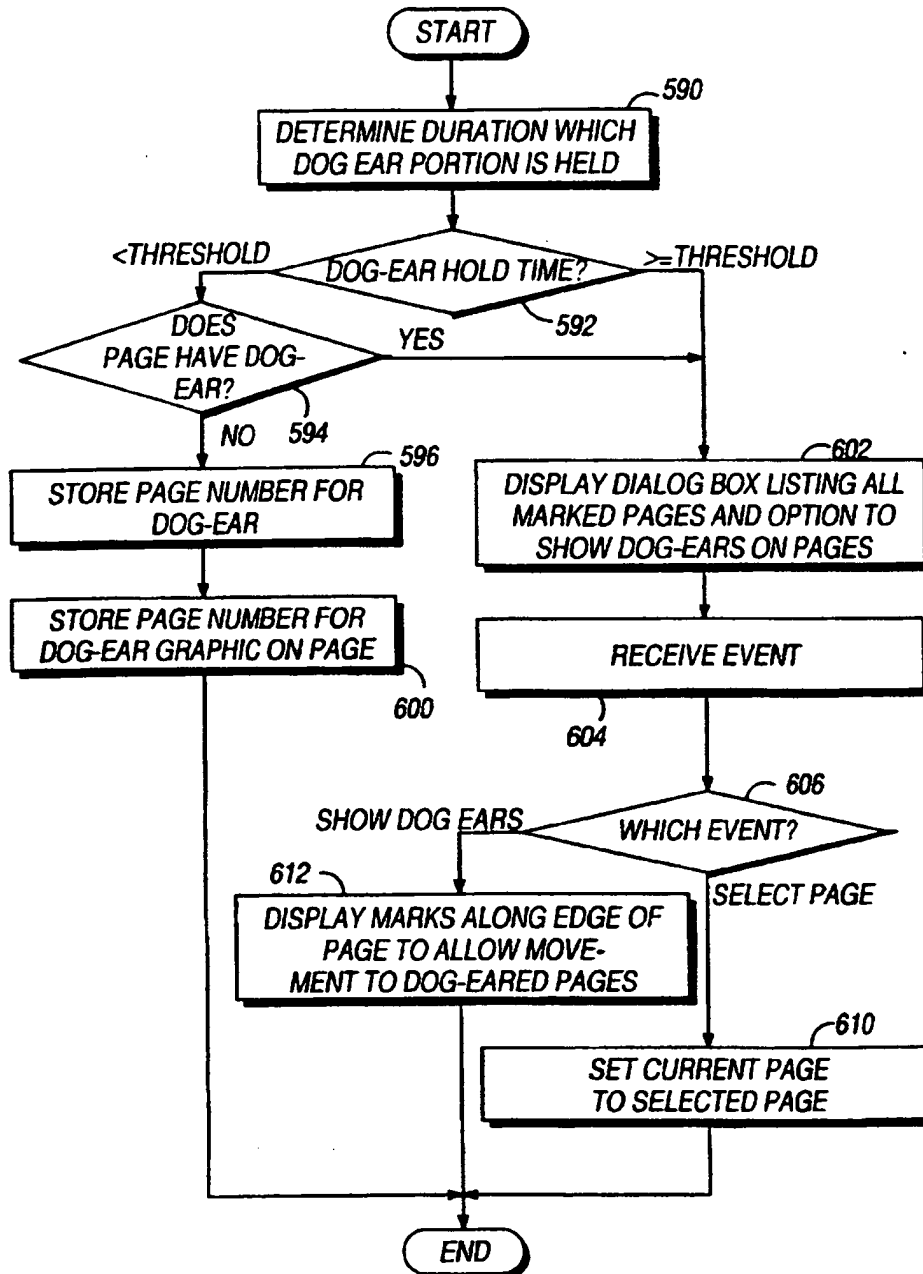 START
590
DETERMINE DURATION WHICH
DOG EAR PORTION IS HELD
<THRESHOLD
DOG-EAR HOLD TIME?
>=THRESHOLD
592
DOES
PAGE HAVE DOG-
EAR?
YES
594
NO
596
STORE PAGE NUMBER FOR
DOG-EAR
602
DISPLAY DIALOG BOX LISTING ALL
MARKED PAGES AND OPTION TO
SHOW DOG-EARS ON PAGES
STORE PAGE NUMBER FOR
DOG-EAR GRAPHIC ON PAGE
600
RECEIVE EVENT
604
606
SHOW DOG EARS
WHICH EVENT?
612
SELECT PAGE
DISPLAY MARKS ALONG EDGE OF
PAGE TO ALLOW MOVE-
MENT TO DOG-EARED PAGES
610
SET CURRENT PAGE
TO SELECTED PAGE
END